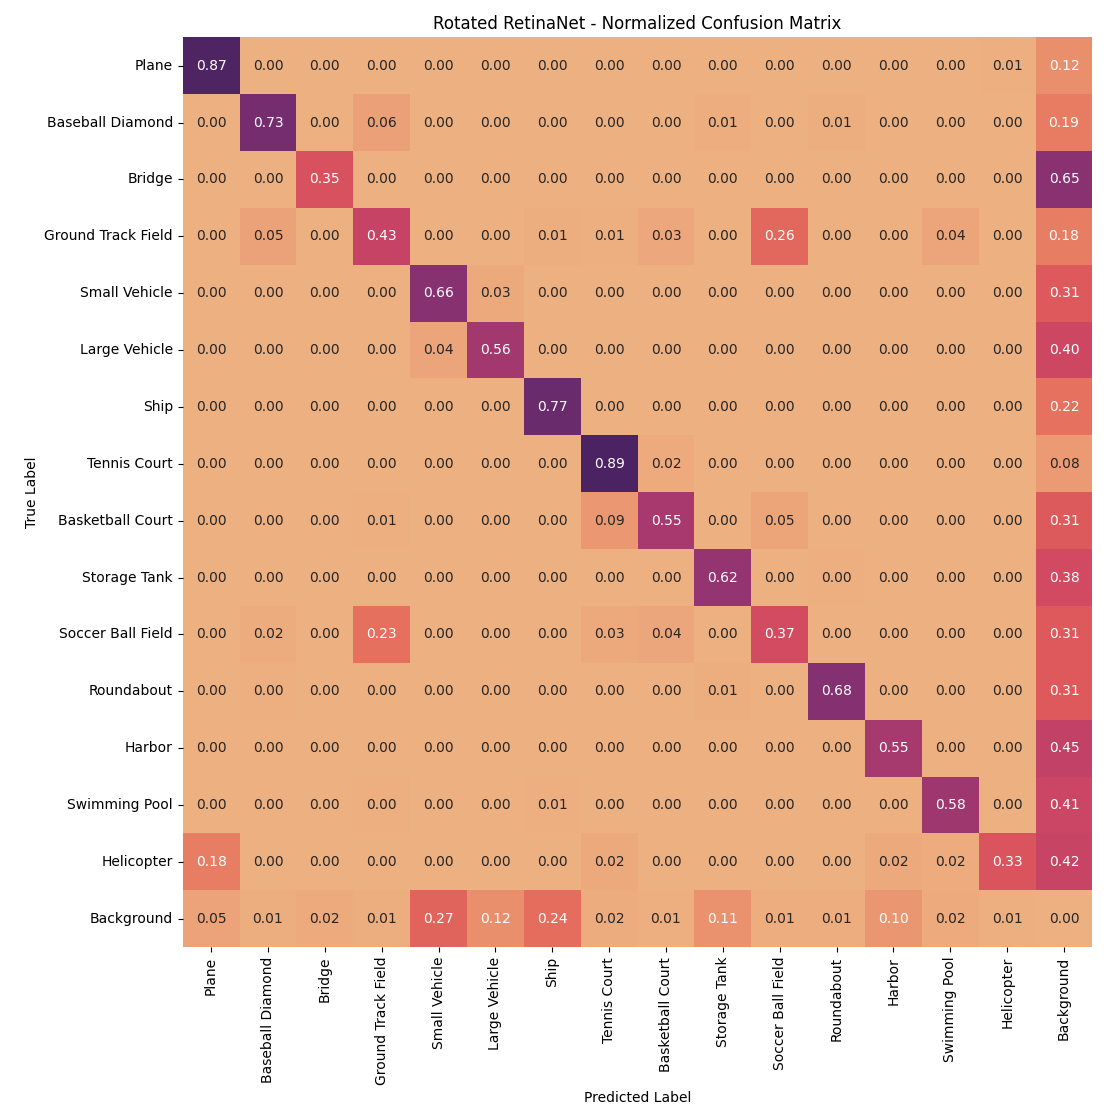 Rotated RetinaNet - Normalized Confusion Matrix
Plane 0.87 0.00 0.00 0.00 0.00 0.00 0.00 0.00 0.00 0.00 0.00 0.00 0.00 0.00 0.01 0.12
Baseball Diamond 0.00 0.73 0.00 0.06 0.00 0.00 0.00 0.00 0.00 0.01 0.00 0.01 0.00 0.00 0.00 0.19
Bridge 0.00 0.00 0.35 0.00 0.00 0.00 0.00 0.00 0.00 0.00 0.00 0.00 0.00 0.00 0.00 0.65
Ground Track Field 0.00 0.05 0.00 0.43 0.00 0.00 0.01 0.01 0.03 0.00 0.26 0.00 0.00 0.04 0.00 0.18
Small Vehicle 0.00 0.00 0.00 0.00 0.66 0.03 0.00 0.00 0.00 0.00 0.00 0.00 0.00 0.00 0.00 0.31
Large Vehicle 0.00 0.00 0.00 0.00 0.04 0.56 0.00 0.00 0.00 0.00 0.00 0.00 0.00 0.00 0.00 0.40
Ship 0.00 0.00 0.00 0.00 0.00 0.00 0.77 0.00 0.00 0.00 0.00 0.00 0.00 0.00 0.00 0.22
Tennis Court 0.00 0.00 0.00 0.00 0.00 0.00 0.00 0.89 0.02 0.00 0.00 0.00 0.00 0.00 0.00 0.08
Basketball Court 0.00 0.00 0.00 0.01 0.00 0.00 0.00 0.09 0.55 0.00 0.05 0.00 0.00 0.00 0.00 0.31
Storage Tank 0.00 0.00 0.00 0.00 0.00 0.00 0.00 0.00 0.00 0.62 0.00 0.00 0.00 0.00 0.00 0.38
Soccer Ball Field 0.00 0.02 0.00 0.23 0.00 0.00 0.00 0.03 0.04 0.00 0.37 0.00 0.00 0.00 0.00 0.31
Roundabout 0.00 0.00 0.00 0.00 0.00 0.00 0.00 0.00 0.00 0.01 0.00 0.68 0.00 0.00 0.00 0.31
Harbor 0.00 0.00 0.00 0.00 0.00 0.00 0.00 0.00 0.00 0.00 0.00 0.00 0.55 0.00 0.00 0.45
Swimming Pool 0.00 0.00 0.00 0.00 0.00 0.00 0.01 0.00 0.00 0.00 0.00 0.00 0.00 0.58 0.00 0.41
Helicopter 0.18 0.00 0.00 0.00 0.00 0.00 0.00 0.02 0.00 0.00 0.00 0.00 0.02 0.02 0.33 0.42
Background 0.05 0.01 0.02 0.01 0.27 0.12 0.24 0.02 0.01 0.11 0.01 0.01 0.10 0.02 0.01 0.00
True Label
Plane
Baseball Diamond
Bridge
Ground Track Field
Small Vehicle
Large Vehicle
Ship
Tennis Court
Basketball Court
Storage Tank
Soccer Ball Field
Roundabout
Harbor
Swimming Pool
Helicopter
Background
Predicted Label